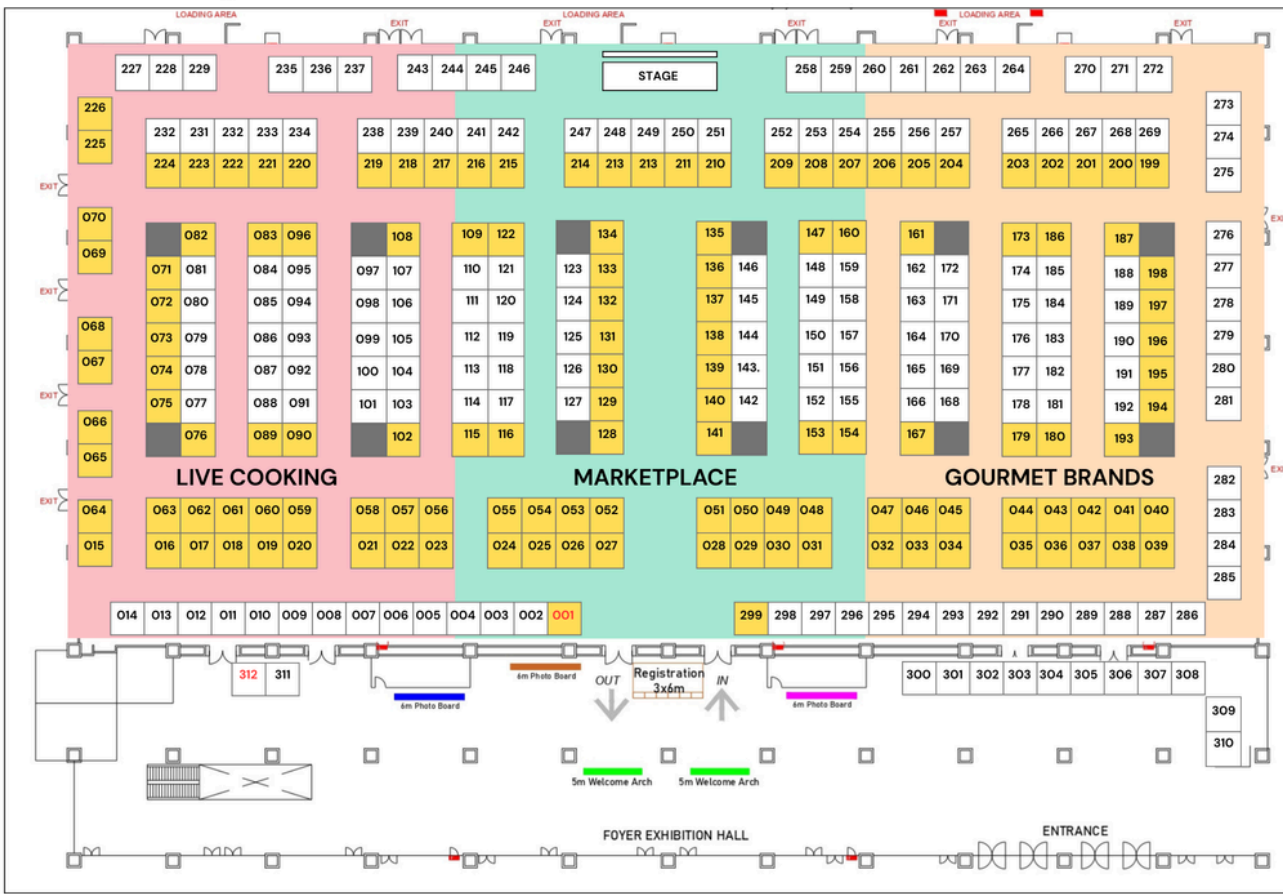 LOADING AREA LOADING AREA LOADING AREA
EXIT EXIT EXIT EXIT EXIT
227 228 229 235 236 237 243 244 245 246 STAGE 258 259 260 261 262 263 264 270 271 272
226 273
225 232 231 232 233 234 238 239 240 241 242 247 248 249 250 251 252 253 254 255 256 257 265 266 267 268 269 274
224 223 222 221 220 219 218 217 216 215 214 213 213 211 210 209 208 207 206 205 204 203 202 201 200 199 275
EXIT
070 082 083 096 108 109 122 134 135 147 160 161 173 186 187 276
EXIT
069 071 081 084 095 097 107 110 121 123 133 136 146 148 159 162 172 174 185 188 198 277
EXIT
072 080 085 094 098 106 111 120 124 132 137 145 149 158 163 171 175 184 189 197 278
068 073 079 086 093 099 105 112 119 125 131 138 144 150 157 164 170 176 183 190 196 279
067 074 078 087 092 100 104 113 118 126 130 139 143. 151 156 165 169 177 182 191 195 280
EXIT
075 077 088 091 101 103 114 117 127 129 140 142 152 155 166 168 178 181 192 194 281
066 076 089 090 102 115 116 128 141 153 154 167 179 180 193
065
EXIT
LIVE COOKING MARKETPLACE GOURMET BRANDS
282
EXIT
064 063 062 061 060 059 058 057 056 055 054 053 052 051 050 049 048 047 046 045 044 043 042 041 040 283
015 016 017 018 019 020 021 022 023 024 025 026 027 028 029 030 031 032 033 034 035 036 037 038 039 284
285
014 013 012 011 010 009 008 007 006 005 004 003 002 001 299 298 297 296 295 294 293 292 291 290 289 288 287 286
312 311 6m Photo Board OUT Registration IN 300 301 302 303 304 305 306 307 308
3x6m
6m Photo Board 6m Photo Board 309
310
5m Welcome Arch 5m Welcome Arch
FOYER EXHIBITION HALL ENTRANCE